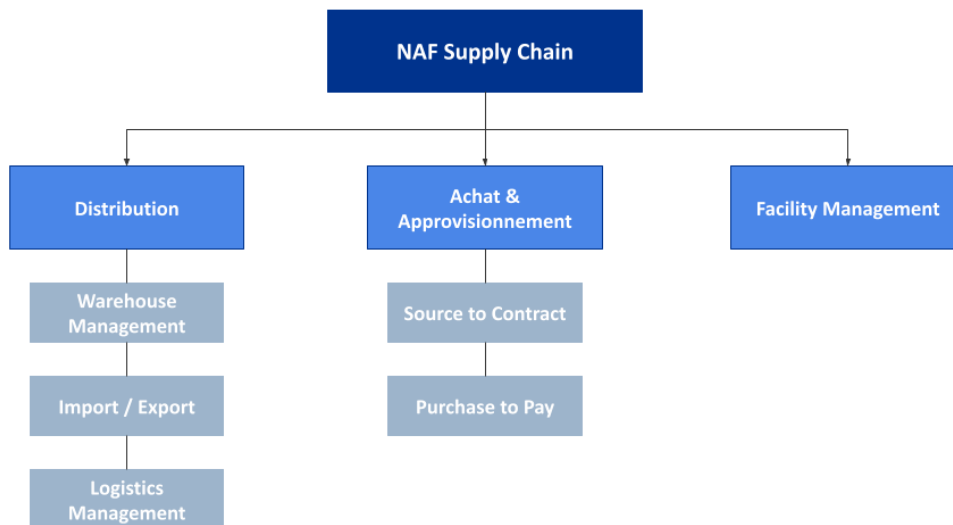 NAF Supply Chain
Distribution
Achat &
Approvisionnement
Facility Management
Warehouse
Management
Source to Contract
Import / Export
Purchase to Pay
Logistics
Management